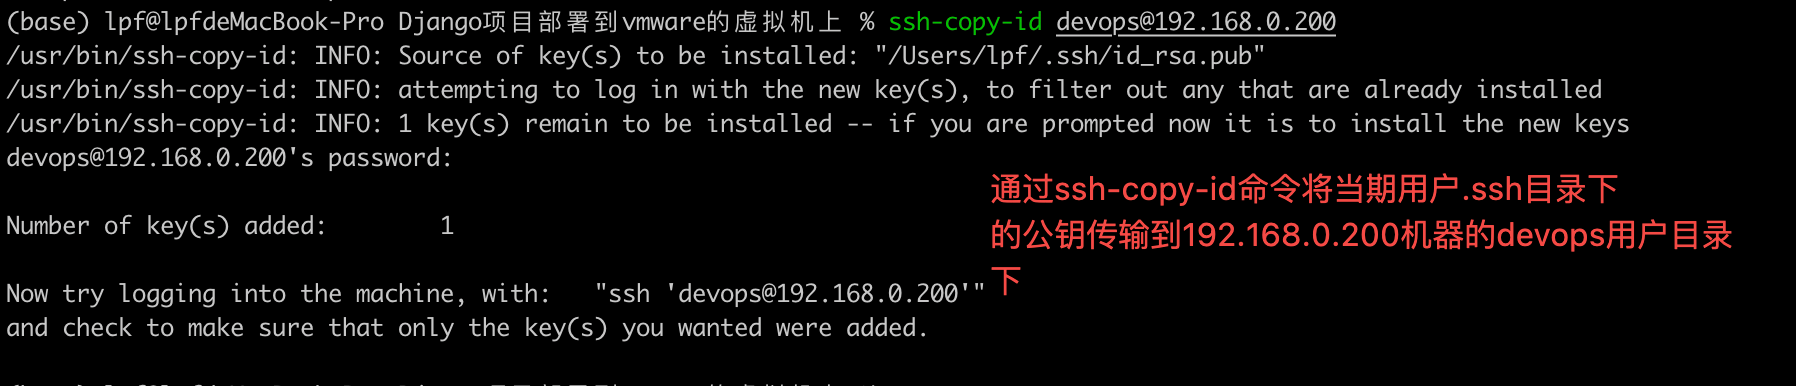 (base) lpf@lpfdeMacBook-Pro Django项目部署到vmware的虚拟机上 % ssh-copy-id devops@192.168.0.200
/usr/bin/ssh-copy-id: INFO: Source of key(s) to be installed: "/Users/lpf/.ssh/id_rsa.pub"
/usr/bin/ssh-copy-id: INFO: attempting to log in with the new key(s), to filter out any that are already installed
/usr/bin/ssh-copy-id: INFO: 1 key(s) remain to be installed -- if you are prompted now it is to install the new keys
devops@192.168.0.200's password:
通过ssh-copy-id命令将当期用户.ssh目录下
的公钥传输到192.168.0.200机器的devops用户目录
下
Number of key(s) added:        1
Now try logging into the machine, with:   "ssh 'devops@192.168.0.200'"
and check to make sure that only the key(s) you wanted were added.